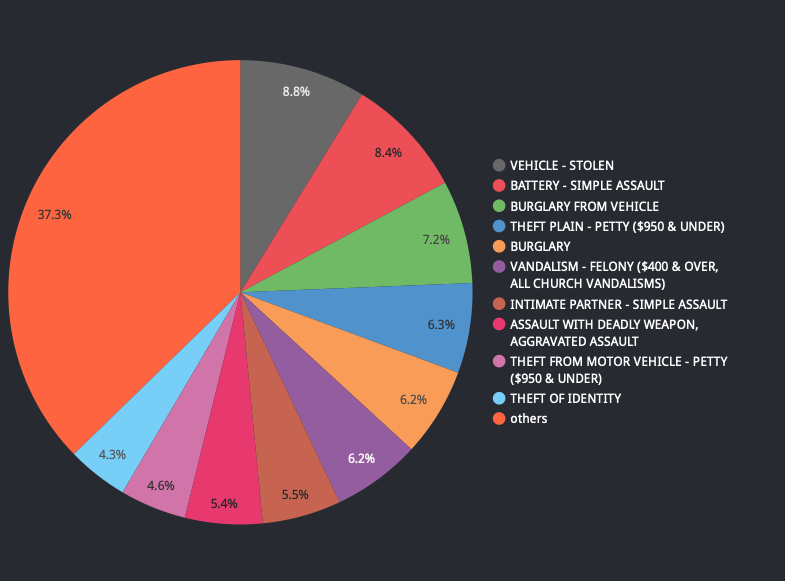 8.8%
8.4%
7.2%
6.3%
6.2%
6.2%
5.5%
5.4%
4.6%
4.3%
37.3%
VEHICLE - STOLEN
BATTERY - SIMPLE ASSAULT
BURGLARY FROM VEHICLE
THEFT PLAIN - PETTY ($950 & UNDER)
BURGLARY
VANDALISM - FELONY ($400 & OVER,
ALL CHURCH VANDALISMS)
INTIMATE PARTNER - SIMPLE ASSAULT
ASSAULT WITH DEADLY WEAPON,
AGGRAVATED ASSAULT
THEFT FROM MOTOR VEHICLE - PETTY
($950 & UNDER)
THEFT OF IDENTITY
others